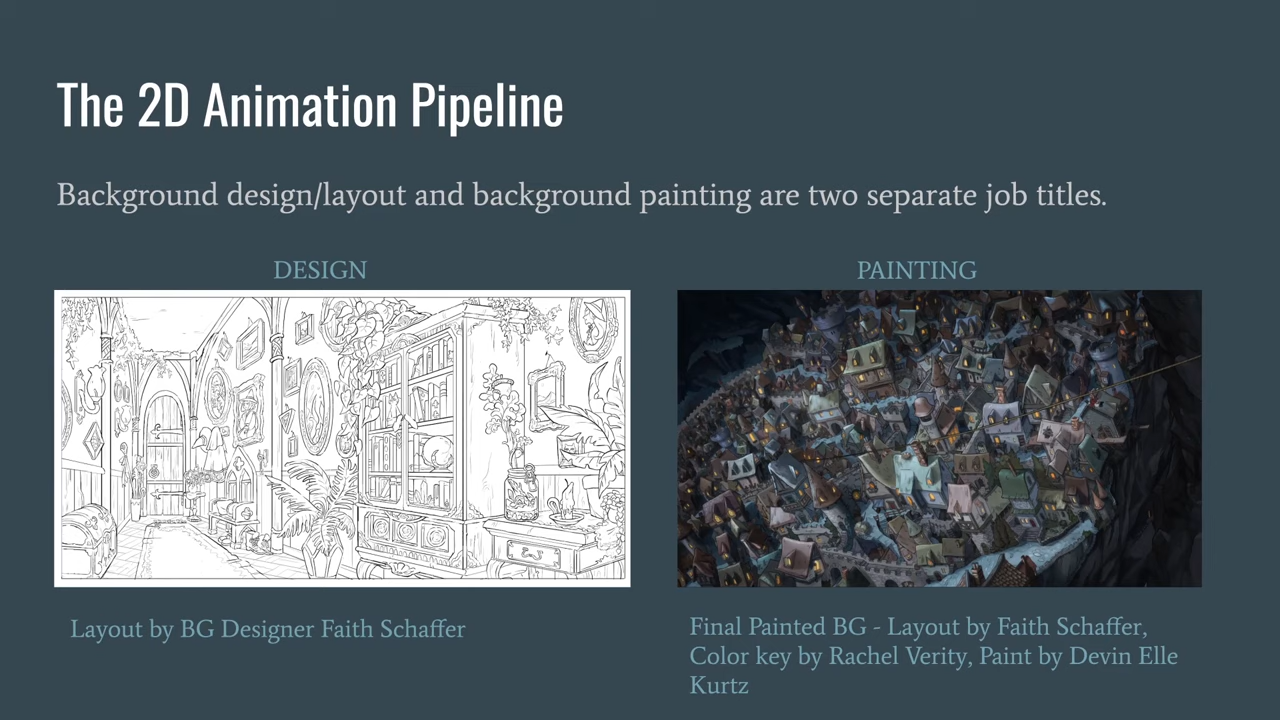 The 2D Animation Pipeline
Background design/layout and background painting are two separate job titles.
DESIGN
PAINTING
Layout by BG Designer Faith Schaffer
Final Painted BG - Layout by Faith Schaffer,
Color key by Rachel Verity, Paint by Devin Elle
Kurtz